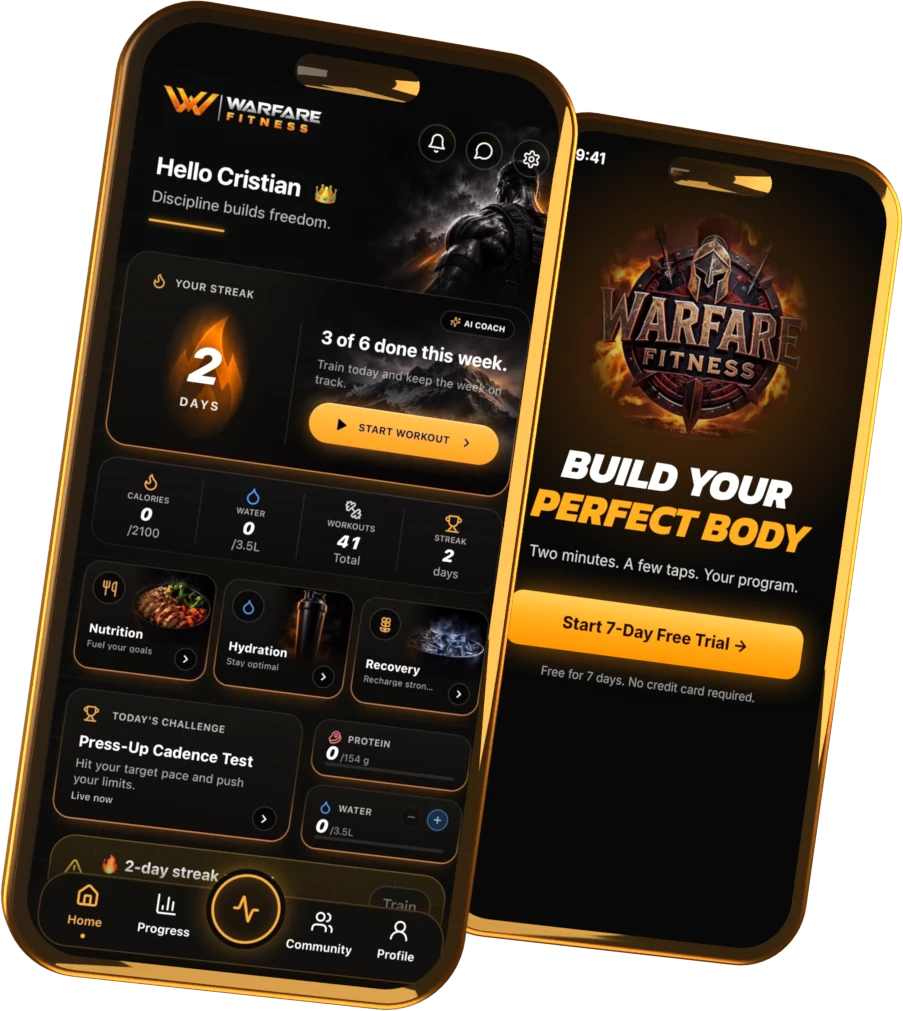 WARFARE
FITNESS
Hello Cristian 👑
Discipline builds freedom.
YOUR STREAK
2
DAYS
AI COACH
3 of 6 done this week.
Train today and keep the week on
track.
START WORKOUT
CALORIES
0
/2100
WATER
0
/3.5L
WORKOUTS
41
Total
STREAK
2
days
Nutrition
Fuel your goals
Hydration
Stay optimal
Recovery
Recharge stron...
TODAY'S CHALLENGE
Press-Up Cadence Test
Hit your target pace and push
your limits.
Live now
PROTEIN
0 /154 g
WATER
0 /3.5L
🔥 2-day streak
Train
Home
Progress
Community
Profile
9:41
WARFARE
FITNESS
BUILD YOUR
PERFECT BODY
Two minutes. A few taps. Your program.
Start 7-Day Free Trial →
Free for 7 days. No credit card required.